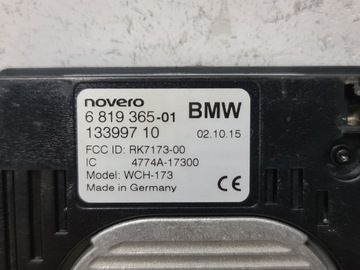 novero
6 819 365-01 BMW
133997 10 02.10.15
FCC ID: RK7173-00
IC 4774A-17300
Model: WCH-173
Made in Germany CE